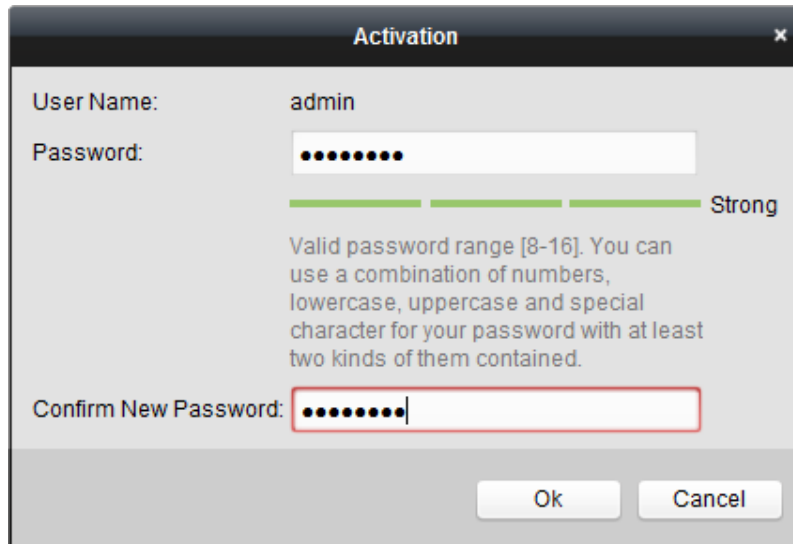 Activation
User Name: admin
Password: ••••••••
Strong
Valid password range [8-16]. You can
use a combination of numbers,
lowercase, uppercase and special
character for your password with at least
two kinds of them contained.
Confirm New Password: ••••••••
Ok Cancel